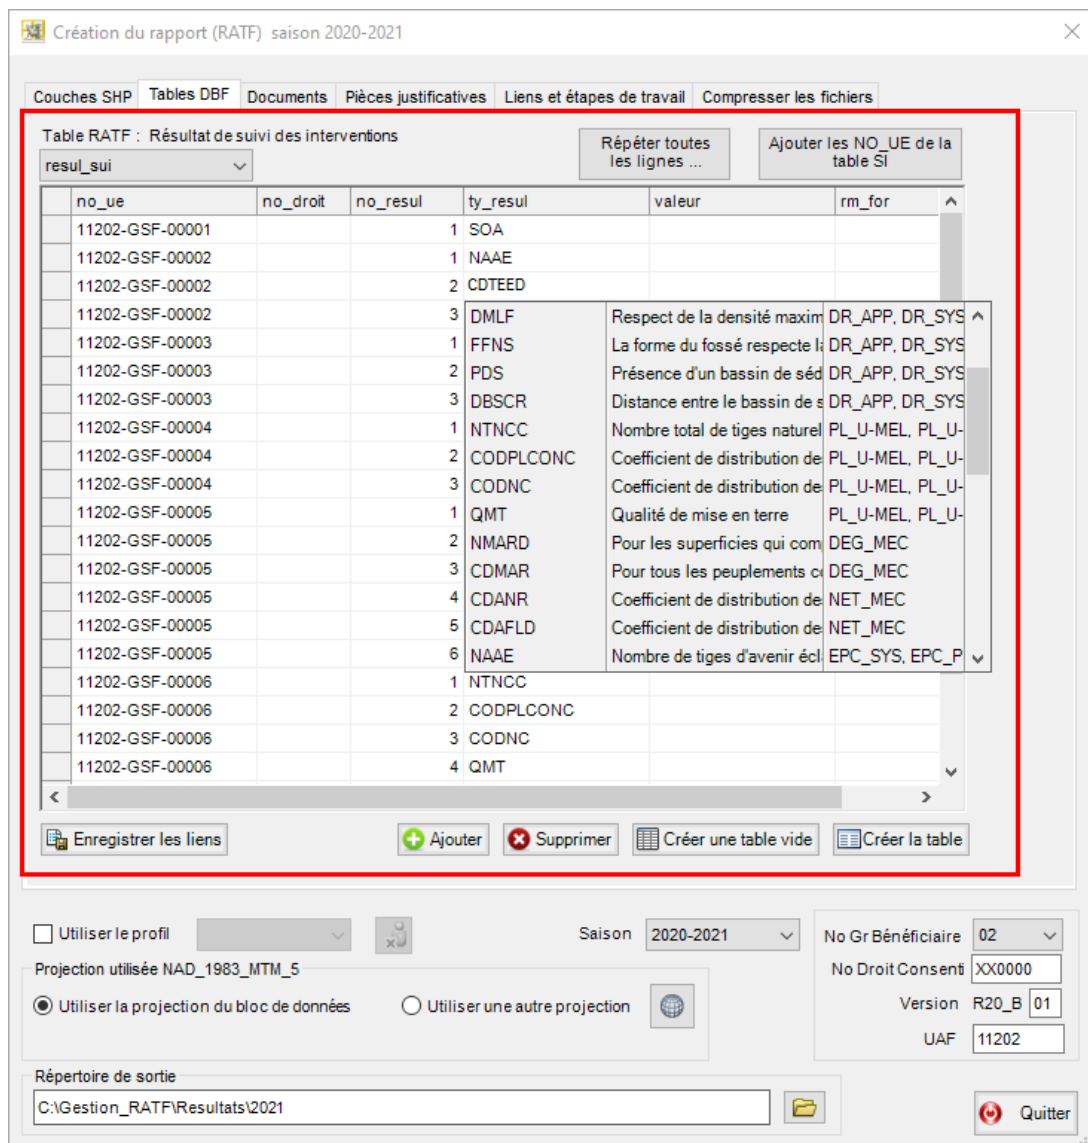 Création du rapport (RATF) saison 2020-2021
Couches SHP Tables DBF Documents Pièces justificatives Liens et étapes de travail Compresser les fichiers
Table RATF : Résultat de suivi des interventions
resul_sui
Répéter toutes
les lignes ...
Ajouter les NO_UE de la
table SI
no_ue no_droit no_resul ty_resul valeur rm_for
11202-GSF-00001 1 SOA
11202-GSF-00002 1 NAAE
11202-GSF-00002 2 CDTEED
11202-GSF-00002 3 DMLF Respect de la densité maxim DR_APP, DR_SYS
11202-GSF-00003 1 FFNS La forme du fossé respecte la DR_APP, DR_SYS
11202-GSF-00003 2 PDS Présence d'un bassin de séd DR_APP, DR_SYS
11202-GSF-00003 3 DBSCR Distance entre le bassin de s DR_APP, DR_SYS
11202-GSF-00004 1 NTNCC Nombre total de tiges naturel PL_U-MEL, PL_U-
11202-GSF-00004 2 CODPLCONC Coefficient de distribution de PL_U-MEL, PL_U-
11202-GSF-00004 3 CODNC Coefficient de distribution de PL_U-MEL, PL_U-
11202-GSF-00005 1 QMT Qualité de mise en terre PL_U-MEL, PL_U-
11202-GSF-00005 2 NMARD Pour les superficies qui com DEG_MEC
11202-GSF-00005 3 CDMAR Pour tous les peuplements co DEG_MEC
11202-GSF-00005 4 CDANR Coefficient de distribution de NET_MEC
11202-GSF-00005 5 CDAFLD Coefficient de distribution de NET_MEC
11202-GSF-00005 6 NAAE Nombre de tiges d'avenir écl EPC_SYS, EPC_P
11202-GSF-00006 1 NTNCC
11202-GSF-00006 2 CODPLCONC
11202-GSF-00006 3 CODNC
11202-GSF-00006 4 QMT
Enregistrer les liens Ajouter Supprimer Créer une table vide Créer la table
Utiliser le profil
Saison 2020-2021
No Gr Bénéficiaire 02
Projection utilisée NAD_1983_MTM_5
No Droit Consenti XX0000
Utiliser la projection du bloc de données Utiliser une autre projection
Version R20_B 01
UAF 11202
Répertoire de sortie
C:\Gestion_RATF\Resultats\2021
Quitter